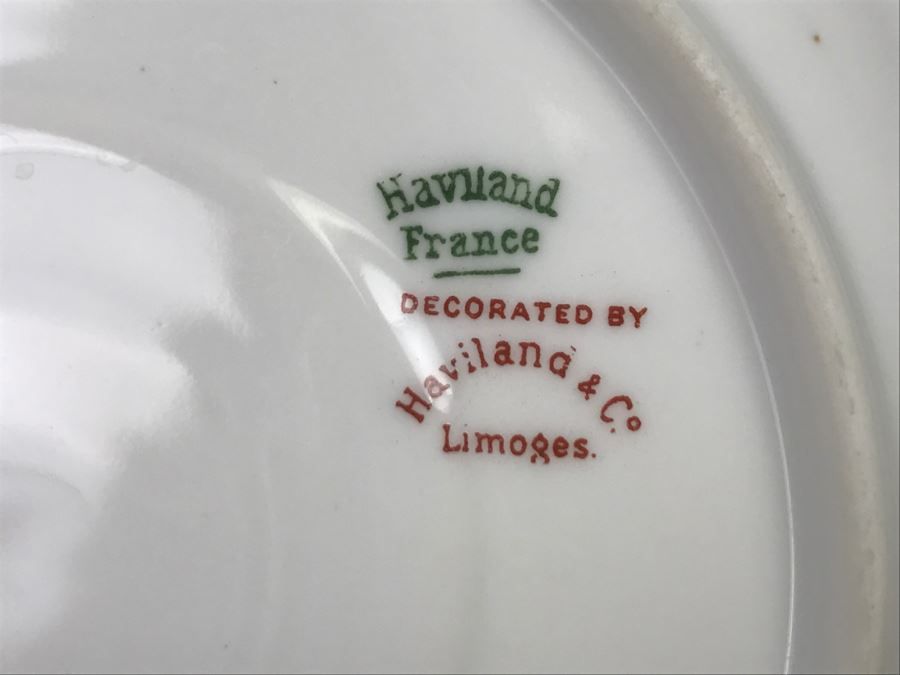 Haviland
France
DECORATED BY
Haviland & Co
Limoges.